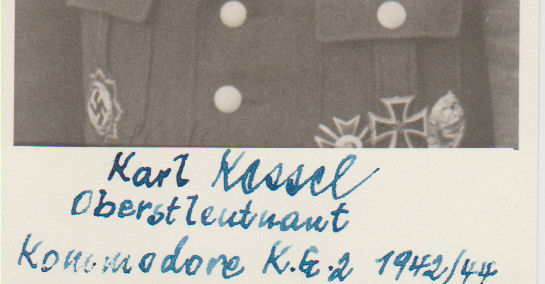 Karl Kessel
Oberstleutnant
Kommodore K.G.2 1942/44